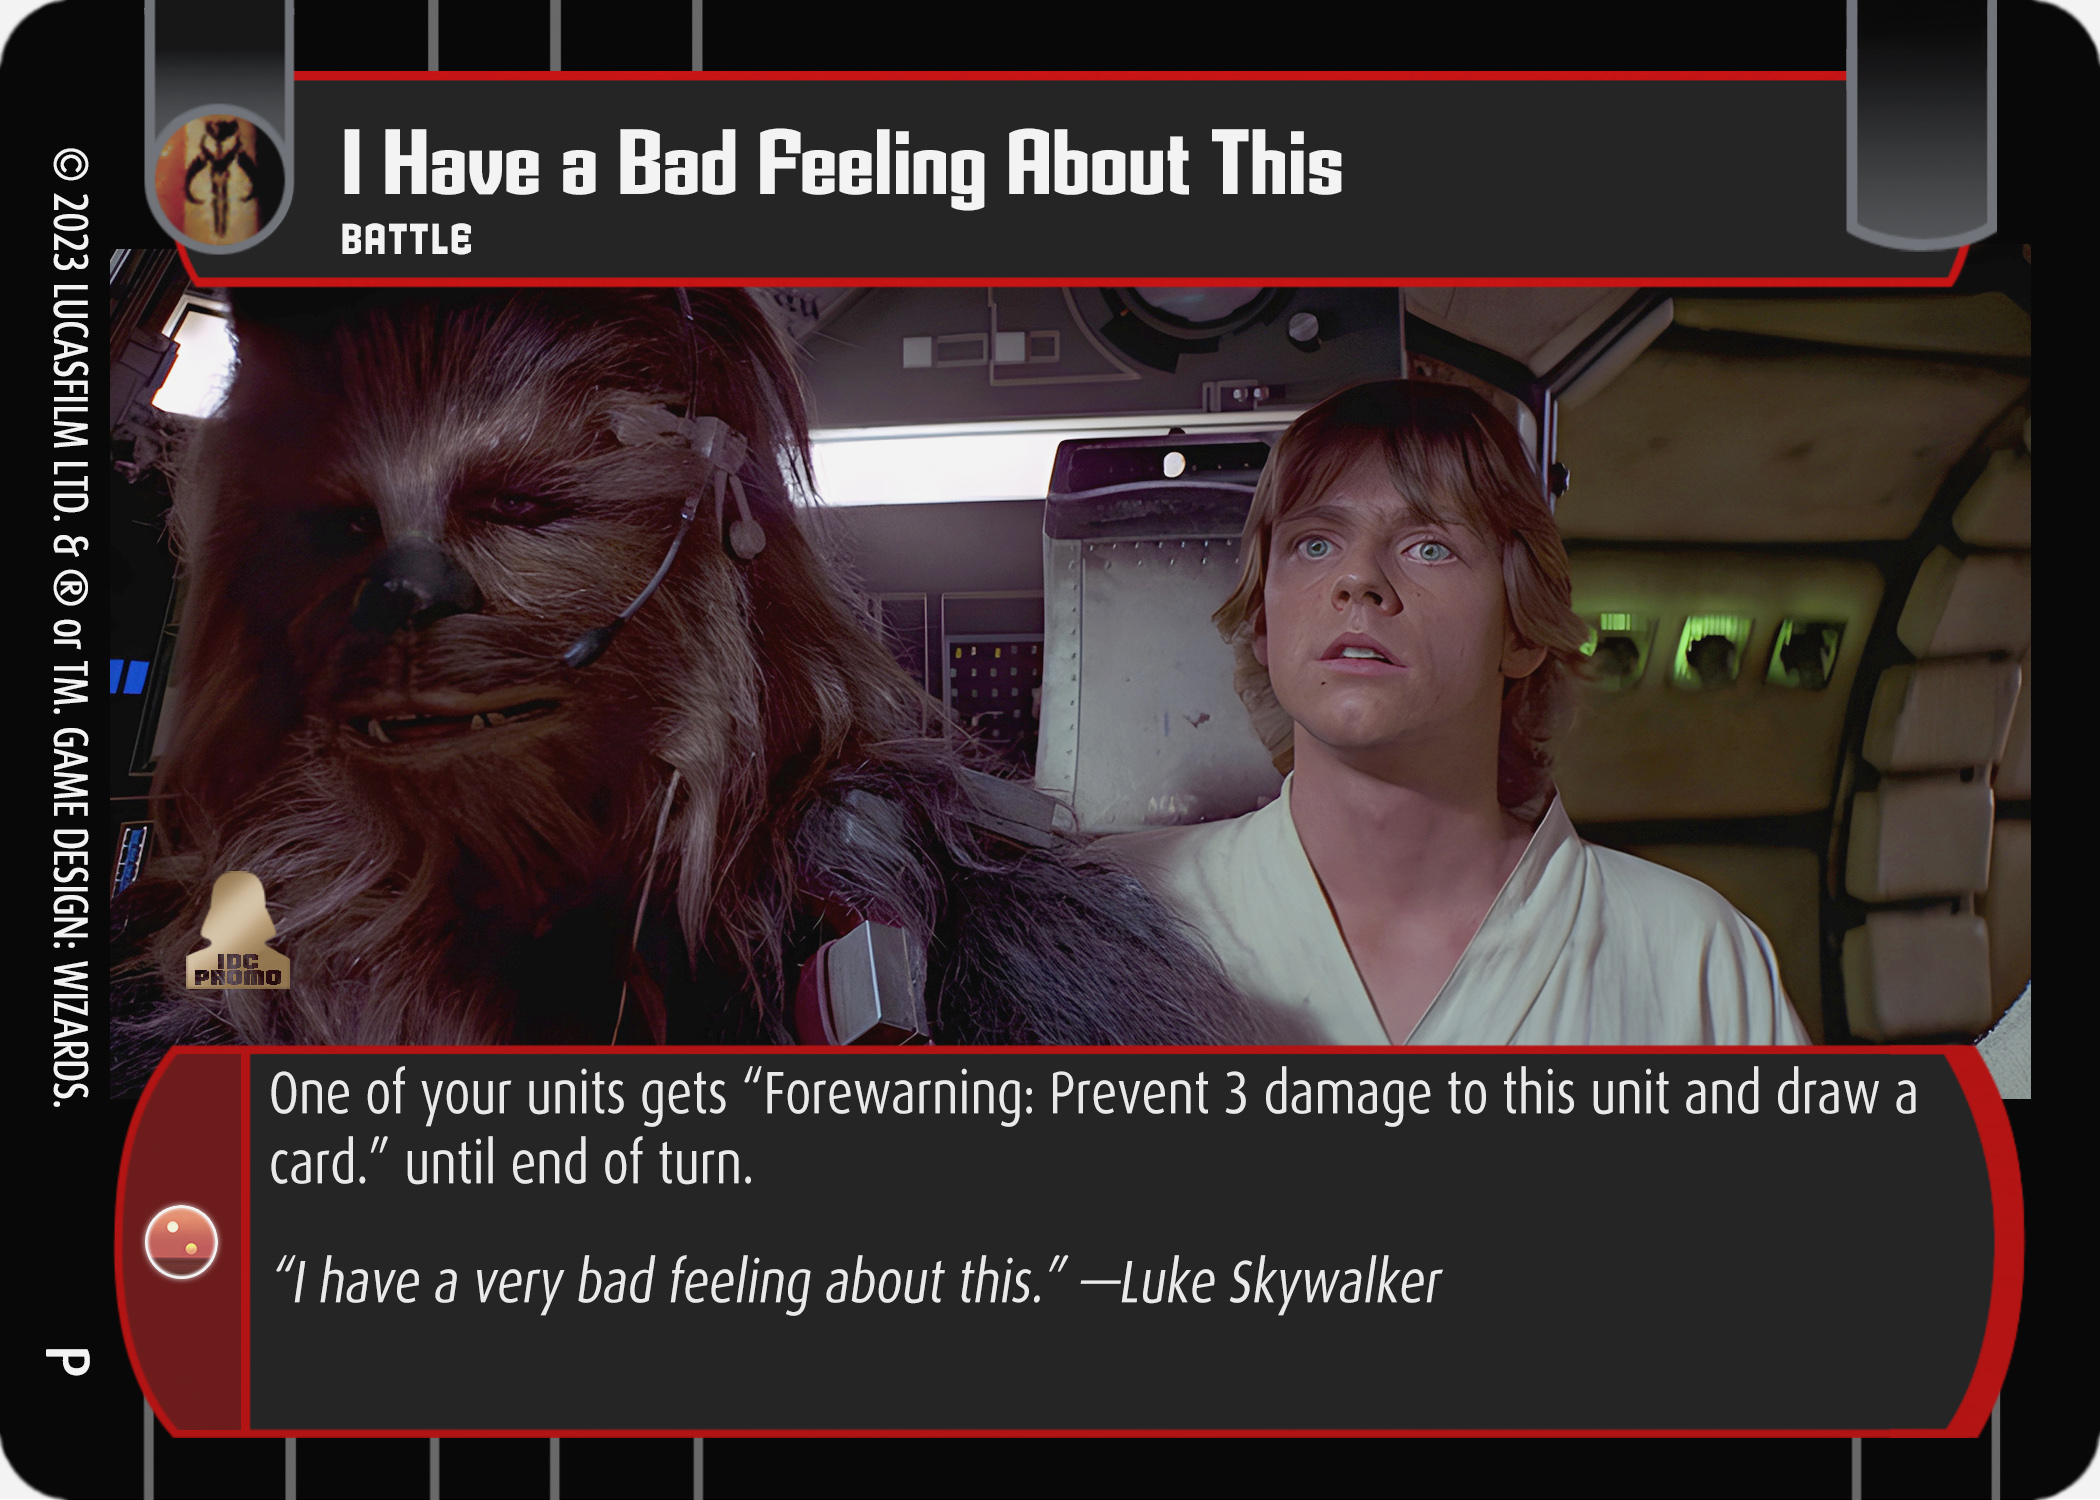 I Have a Bad Feeling About This
BATTLE
© 2023 LUCASFILM LTD. & ® or TM. GAME DESIGN: WIZARDS.
P
IDC
PROMO
One of your units gets “Forewarning: Prevent 3 damage to this unit and draw a
card.” until end of turn.
“I have a very bad feeling about this.” —Luke Skywalker